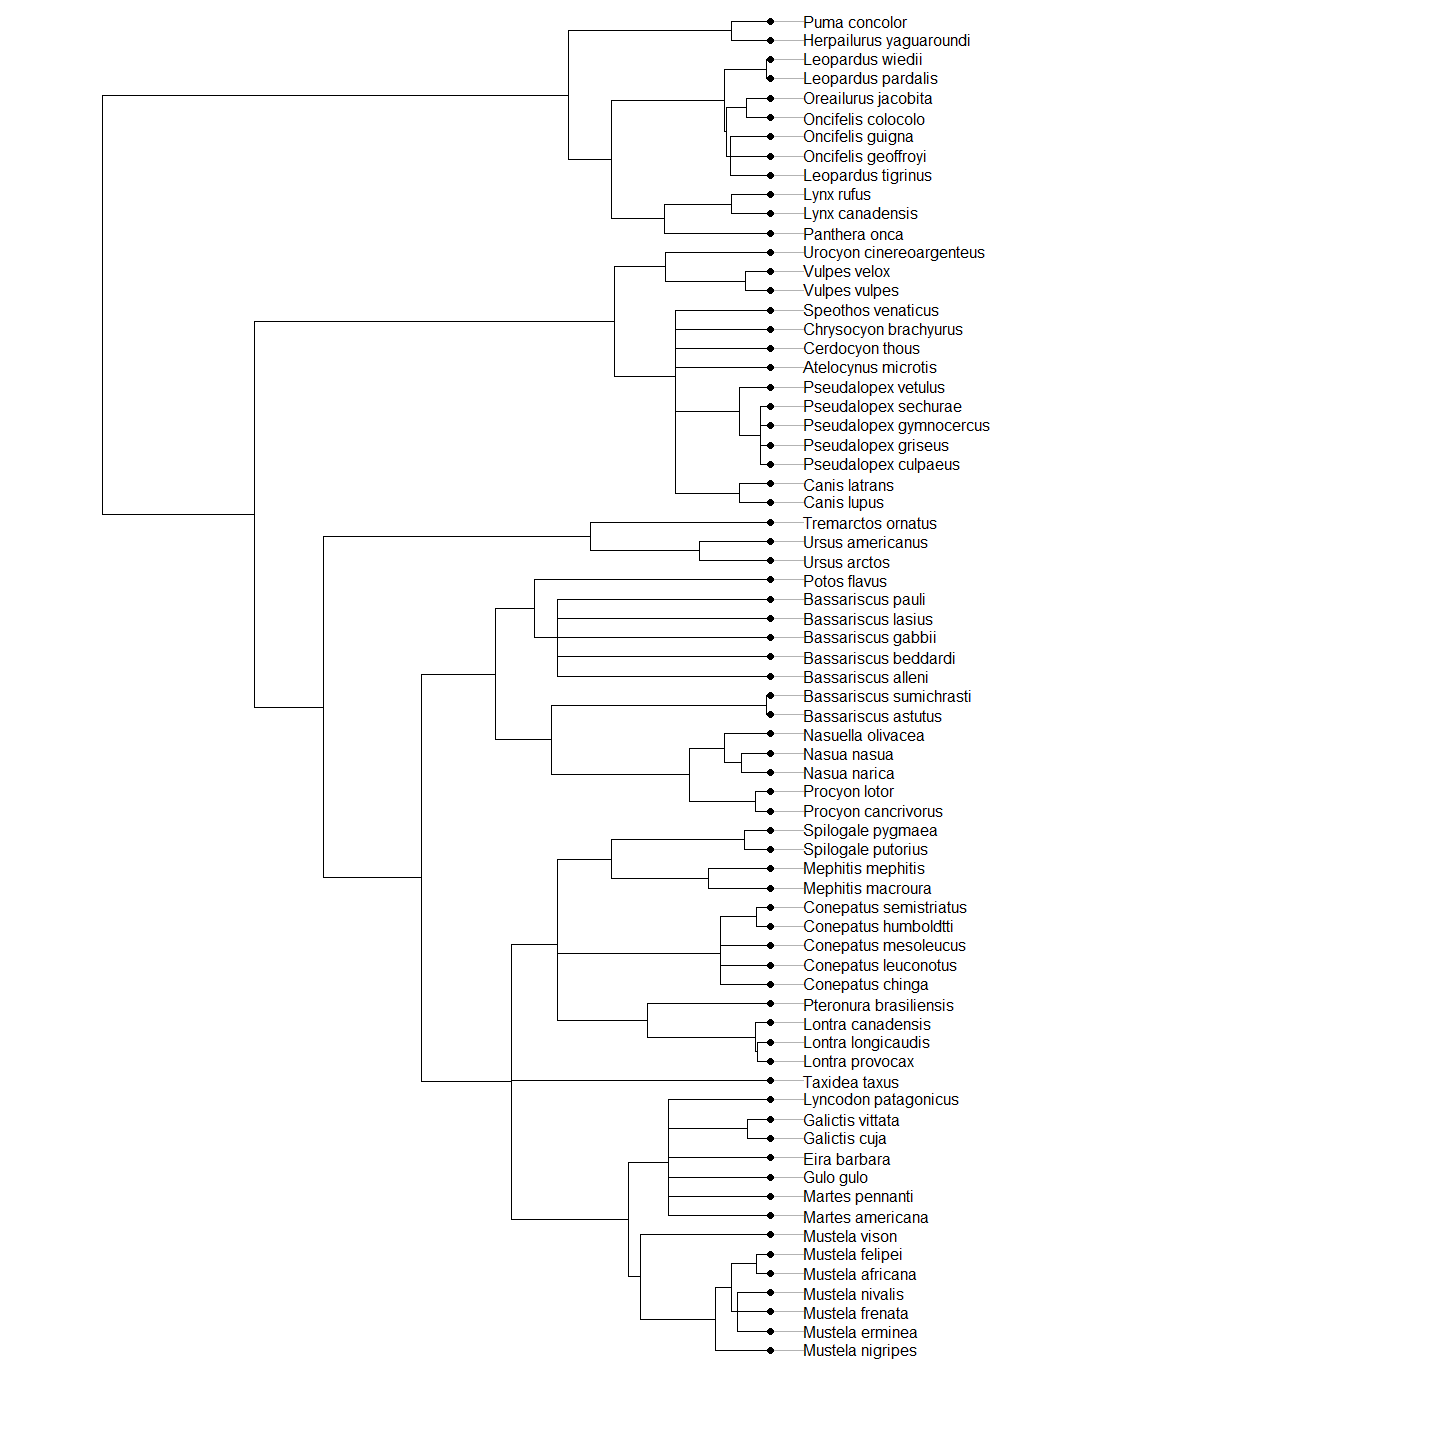 Puma concolor
Herpailurus yaguaroundi
Leopardus wiedii
Leopardus pardalis
Oreailurus jacobita
Oncifelis colocolo
Oncifelis guigna
Oncifelis geoffroyi
Leopardus tigrinus
Lynx rufus
Lynx canadensis
Panthera onca
Urocyon cinereoargenteus
Vulpes velox
Vulpes vulpes
Speothos venaticus
Chrysocyon brachyurus
Cerdocyon thous
Atelocynus microtis
Pseudalopex vetulus
Pseudalopex sechurae
Pseudalopex gymnocercus
Pseudalopex griseus
Pseudalopex culpaeus
Canis latrans
Canis lupus
Tremarctos ornatus
Ursus americanus
Ursus arctos
Potos flavus
Bassariscus pauli
Bassariscus lasius
Bassariscus gabbii
Bassariscus beddardi
Bassariscus alleni
Bassariscus sumichrasti
Bassariscus astutus
Nasuella olivacea
Nasua nasua
Nasua narica
Procyon lotor
Procyon cancrivorus
Spilogale pygmaea
Spilogale putorius
Mephitis mephitis
Mephitis macroura
Conepatus semistriatus
Conepatus humboldtti
Conepatus mesoleucus
Conepatus leuconotus
Conepatus chinga
Pteronura brasiliensis
Lontra canadensis
Lontra longicaudis
Lontra provocax
Taxidea taxus
Lyncodon patagonicus
Galictis vittata
Galictis cuja
Eira barbara
Gulo gulo
Martes pennanti
Martes americana
Mustela vison
Mustela felipei
Mustela africana
Mustela nivalis
Mustela frenata
Mustela erminea
Mustela nigripes